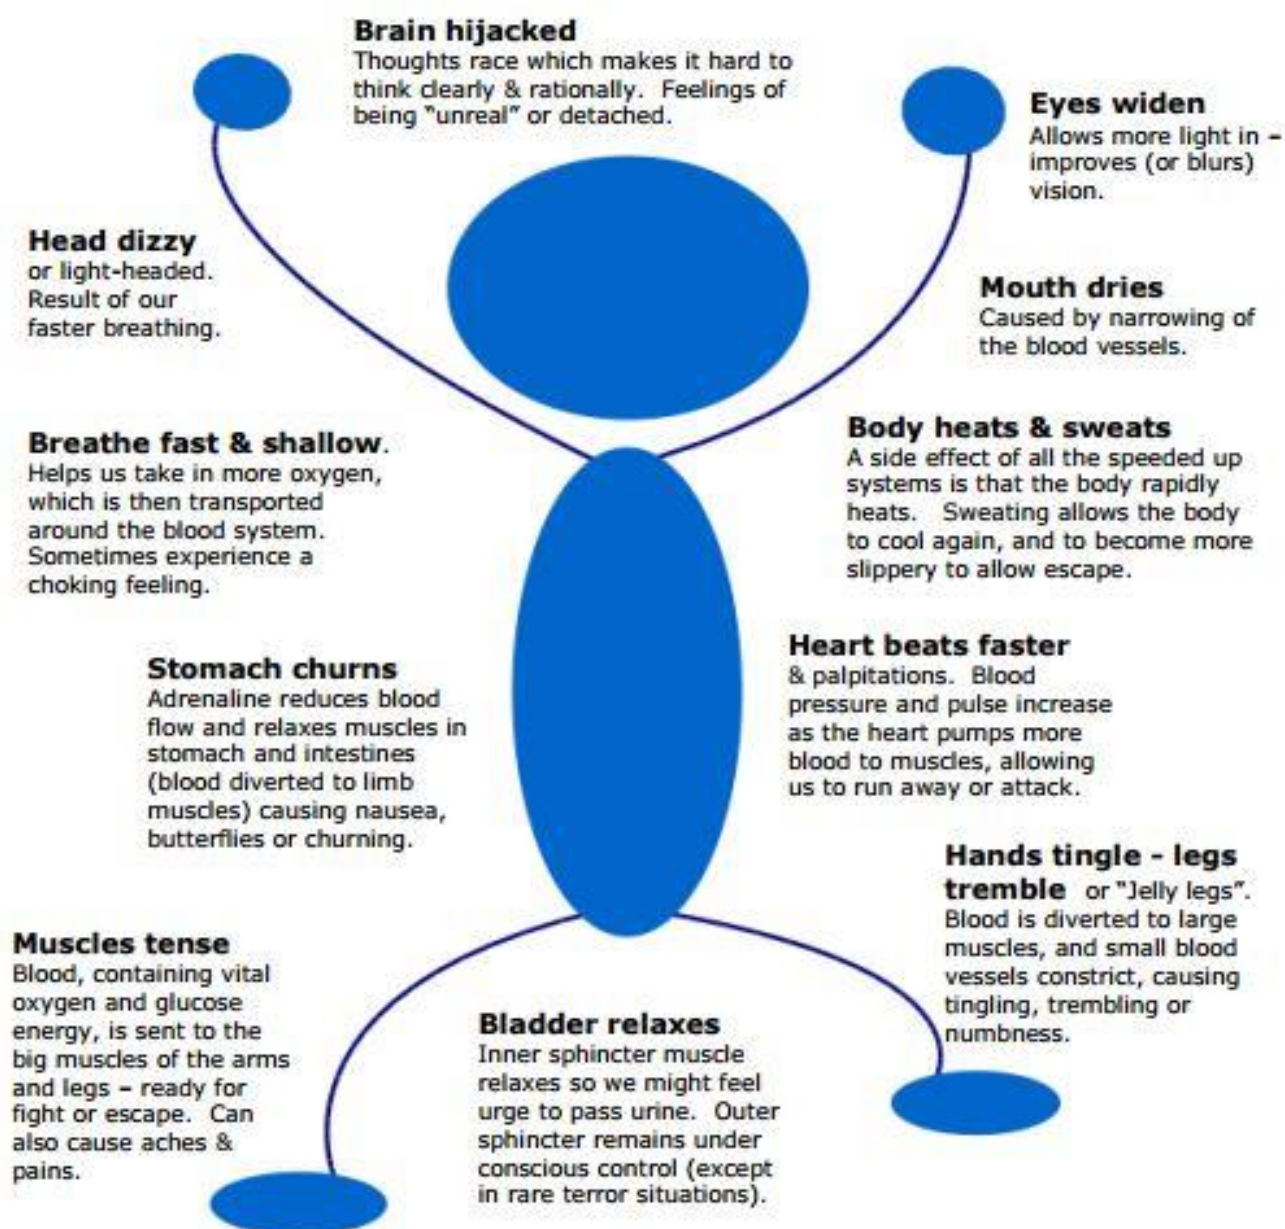 Brain hijacked
Thoughts race which makes it hard to
think clearly & rationally. Feelings of
being "unreal" or detached.
Eyes widen
Allows more light in –
improves (or blurs)
vision.
Head dizzy
or light-headed.
Result of our
faster breathing.
Mouth dries
Caused by narrowing of
the blood vessels.
Breathe fast & shallow.
Helps us take in more oxygen,
which is then transported
around the blood system.
Sometimes experience a
choking feeling.
Body heats & sweats
A side effect of all the speeded up
systems is that the body rapidly
heats. Sweating allows the body
to cool again, and to become more
slippery to allow escape.
Stomach churns
Adrenaline reduces blood
flow and relaxes muscles in
stomach and intestines
(blood diverted to limb
muscles) causing nausea,
butterflies or churning.
Heart beats faster
& palpitations. Blood
pressure and pulse increase
as the heart pumps more
blood to muscles, allowing
us to run away or attack.
Hands tingle - legs
tremble or "Jelly legs".
Blood is diverted to large
muscles, and small blood
vessels constrict, causing
tingling, trembling or
numbness.
Muscles tense
Blood, containing vital
oxygen and glucose
energy, is sent to the
big muscles of the arms
and legs – ready for
fight or escape. Can
also cause aches &
pains.
Bladder relaxes
Inner sphincter muscle
relaxes so we might feel
urge to pass urine. Outer
sphincter remains under
conscious control (except
in rare terror situations).